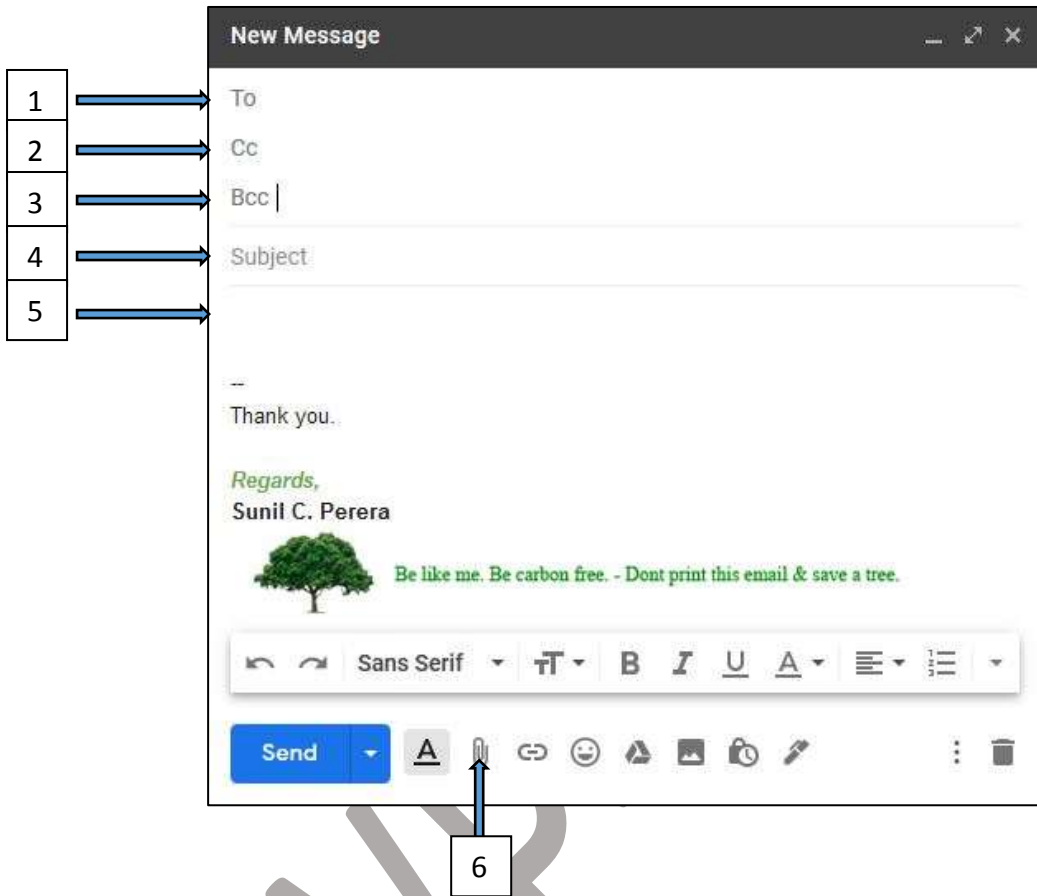 New Message
1 To
2 Cc
3 Bcc
4 Subject
5
--
Thank you.
Regards,
Sunil C. Perera
Be like me. Be carbon free. - Dont print this email & save a tree.
Sans Serif TT B I U A
Send A
6